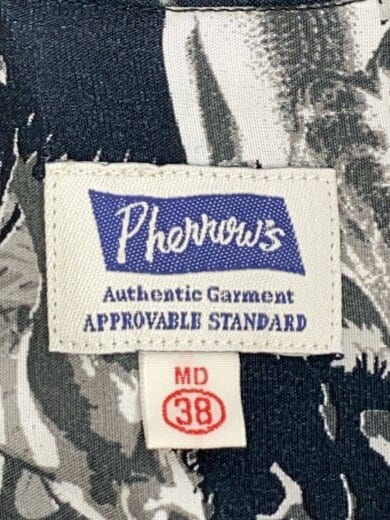 Pherrow's
Authentic Garment
APPROVABLE STANDARD
MD
38